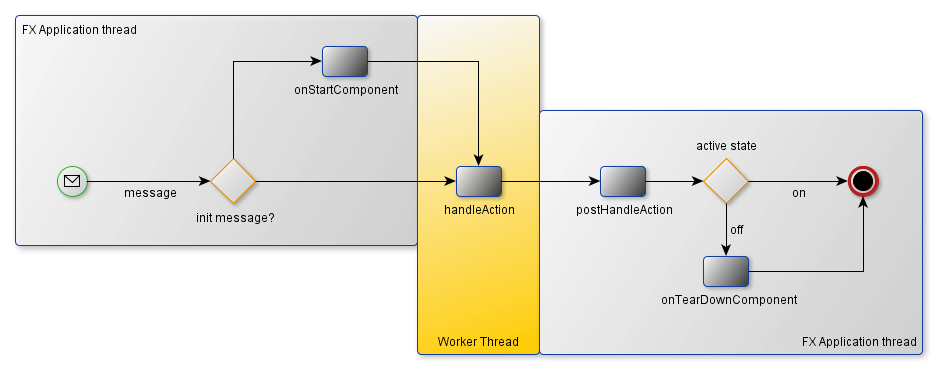 FX Application thread
onStartComponent
message
init message?
handleAction
Worker Thread
postHandleAction
active state
on
off
onTearDownComponent
FX Application thread